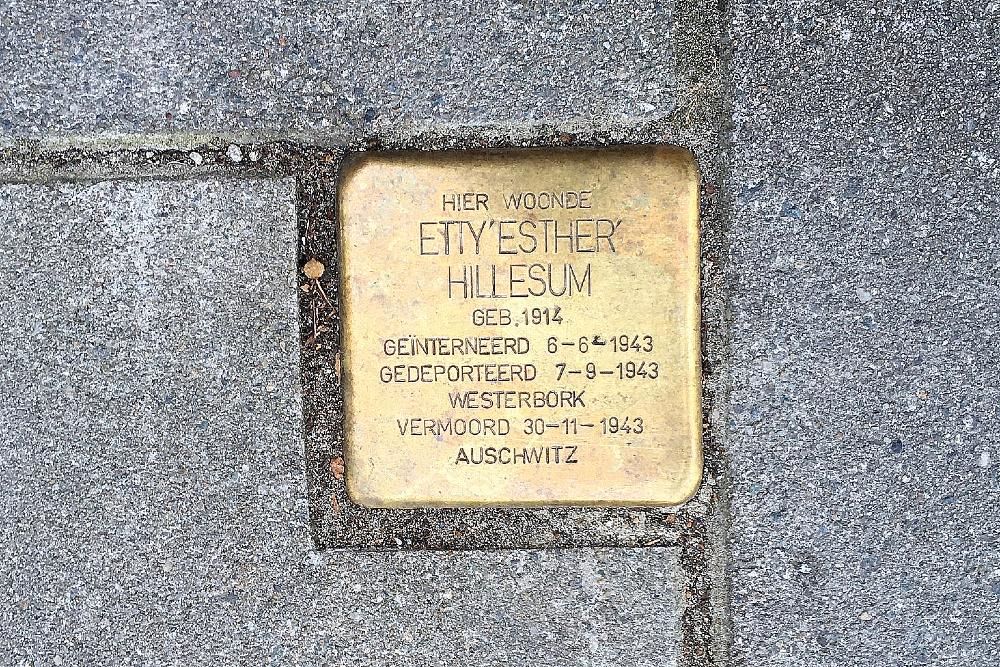 HIER WOONDE
ETTY 'ESTHER'
HILLESUM
GEB. 1914
GEÏNTERNEERD 6-6-1943
GEDEPORTEERD 7-9-1943
WESTERBORK
VERMOORD 30-11-1943
AUSCHWITZ